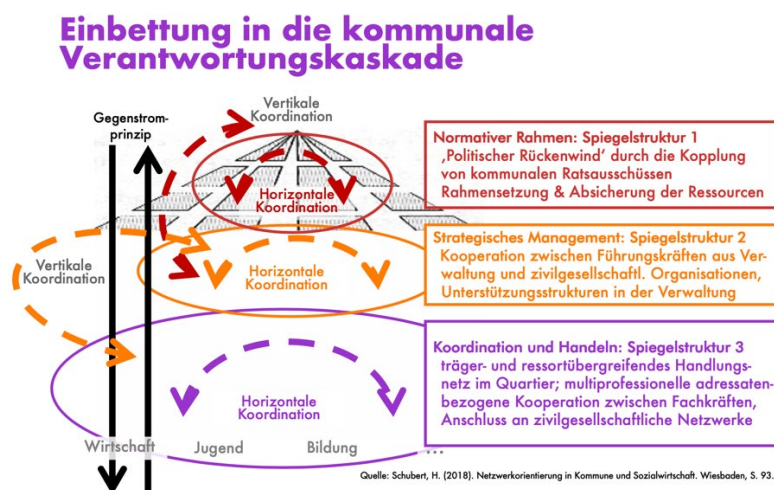 Einbettung in die kommunale
Verantwortungskaskade
Gegenstrom-
prinzip
Vertikale
Koordination
Horizontale
Koordination
Normativer Rahmen: Spiegelstruktur 1
‚Politischer Rückenwind‘ durch die Kopplung
von kommunalen Ratsausschüssen
Rahmensetzung & Absicherung der Ressourcen
Vertikale
Koordination
Horizontale
Koordination
Strategisches Management: Spiegelstruktur 2
Kooperation zwischen Führungskräften aus Ver-
waltung und zivilgesellschaftl. Organisationen,
Unterstützungsstrukturen in der Verwaltung
Horizontale
Koordination
Koordination und Handeln: Spiegelstruktur 3
träger- und ressortübergreifendes Handlungs-
netz im Quartier; multiprofessionelle adressaten-
bezogene Kooperation zwischen Fachkräften,
Anschluss an zivilgesellschaftliche Netzwerke
Wirtschaft Jugend Bildung ...
Quelle: Schubert, H. (2018). Netzwerkorientierung in Kommune und Sozialwirtschaft. Wiesbaden, S. 93.